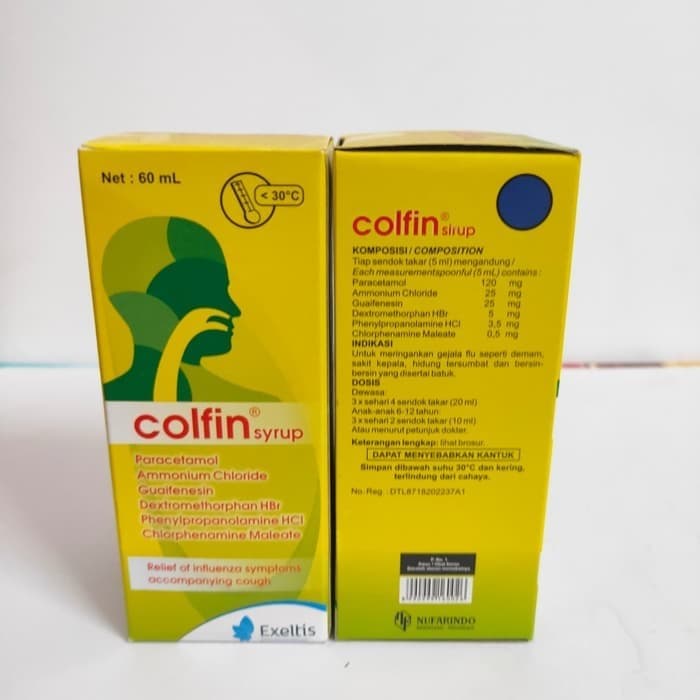 Net : 60 mL
< 30°C
colfin® syrup
Paracetamol
Ammonium Chloride
Guaifenesin
Dextromethorphan HBr
Phenylpropanolamine HCl
Chlorphenamine Maleate
Relief of influenza symptoms
accompanying cough
Exeltis
colfin® sirup
KOMPOSISI / COMPOSITION
Tiap sendok takar (5 ml) mengandung /
Each measurementspoonful (5 mL) contains :
Paracetamol 120 mg
Ammonium Chloride 25 mg
Guaifenesin 25 mg
Dextromethorphan HBr 5 mg
Phenylpropanolamine HCl 3,5 mg
Chlorphenamine Maleate 0,5 mg
INDIKASI
Untuk meringankan gejala flu seperti demam,
sakit kepala, hidung tersumbat dan bersin-
bersin yang disertai batuk.
DOSIS
Dewasa:
3 x sehari 4 sendok takar (20 ml)
Anak-anak 6-12 tahun:
3 x sehari 2 sendok takar (10 ml)
Atau menurut petunjuk dokter.
Keterangan lengkap: lihat brosur.
DAPAT MENYEBABKAN KANTUK
Simpan dibawah suhu 30°C dan kering,
terlindung dari cahaya.
No. Reg. : DTL8718202237A1
P. No. 1
NUFARINDO